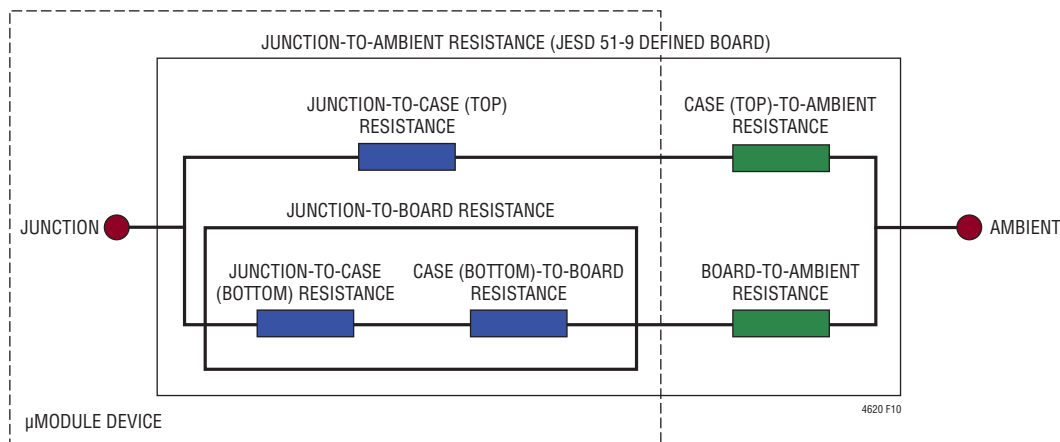 JUNCTION-TO-AMBIENT RESISTANCE (JESD 51-9 DEFINED BOARD)
JUNCTION-TO-CASE (TOP)
RESISTANCE
CASE (TOP)-TO-AMBIENT
RESISTANCE
JUNCTION
JUNCTION-TO-BOARD RESISTANCE
AMBIENT
JUNCTION-TO-CASE
(BOTTOM) RESISTANCE
CASE (BOTTOM)-TO-BOARD
RESISTANCE
BOARD-TO-AMBIENT
RESISTANCE
4620 F10
µMODULE DEVICE